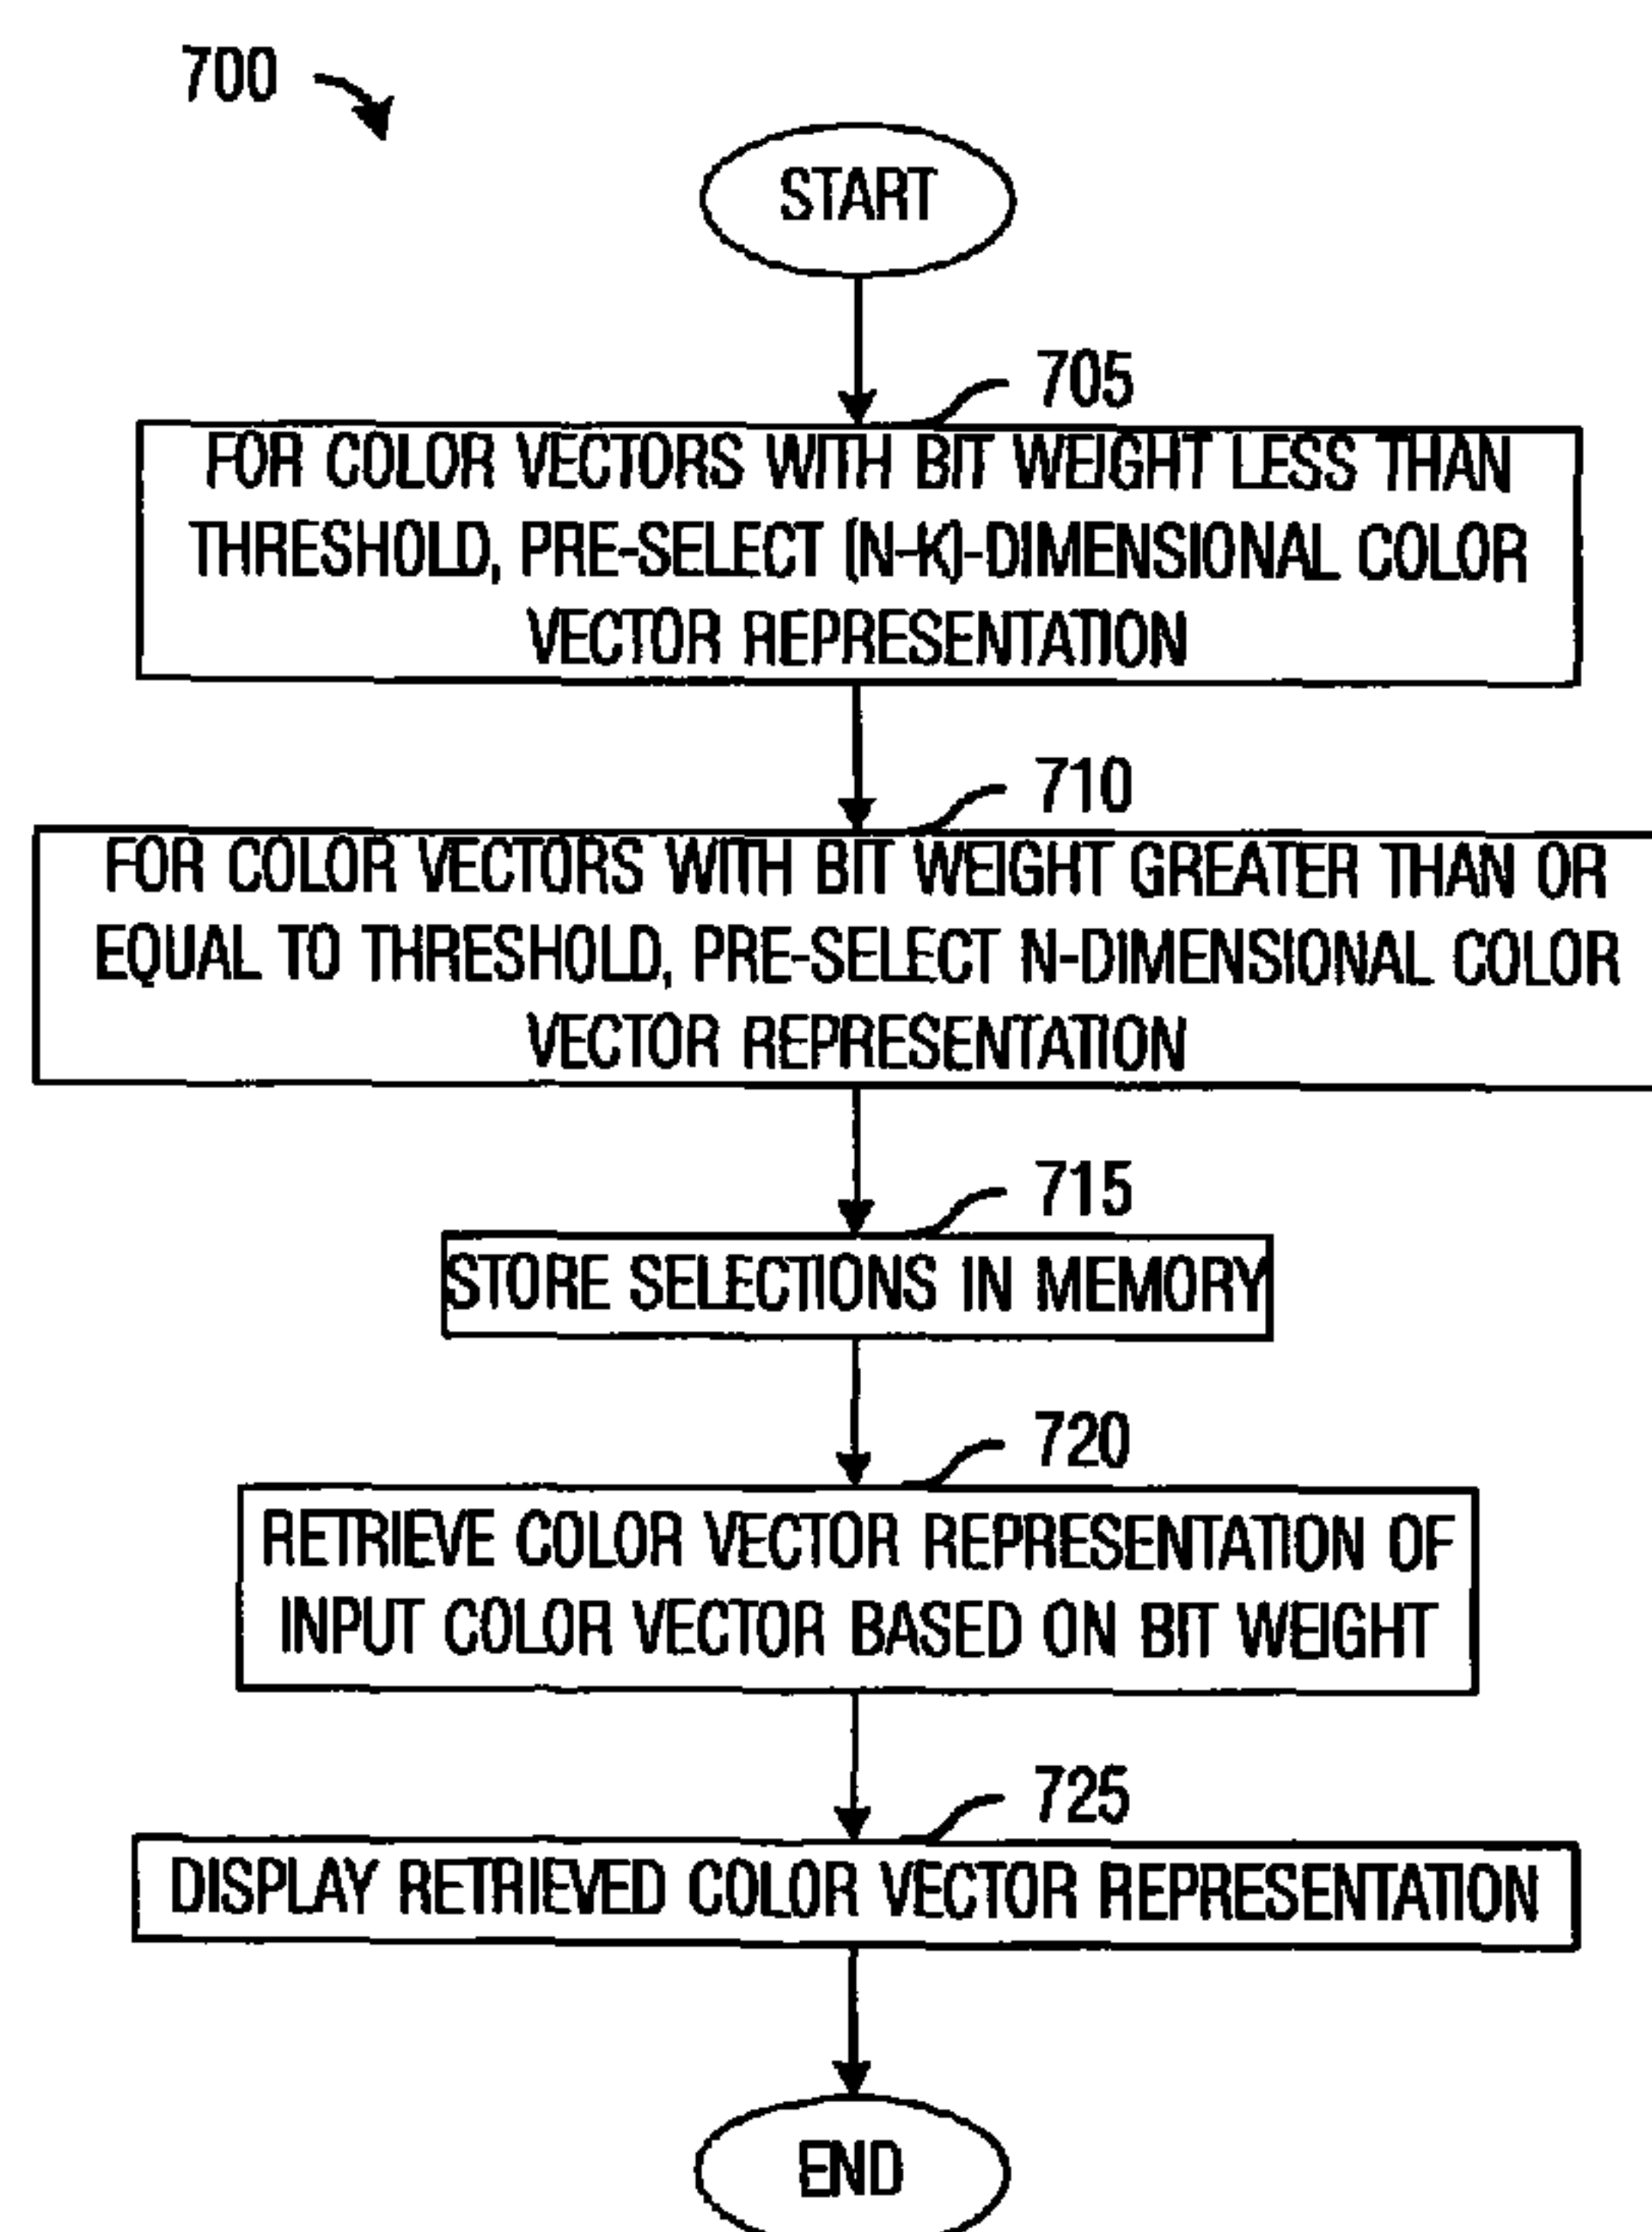 700
START
705
FOR COLOR VECTORS WITH BIT WEIGHT LESS THAN
THRESHOLD, PRE-SELECT (N-K)-DIMENSIONAL COLOR
VECTOR REPRESENTATION
710
FOR COLOR VECTORS WITH BIT WEIGHT GREATER THAN OR
EQUAL TO THRESHOLD, PRE-SELECT N-DIMENSIONAL COLOR
VECTOR REPRESENTATION
715
STORE SELECTIONS IN MEMORY
720
RETRIEVE COLOR VECTOR REPRESENTATION OF
INPUT COLOR VECTOR BASED ON BIT WEIGHT
725
DISPLAY RETRIEVED COLOR VECTOR REPRESENTATION
END